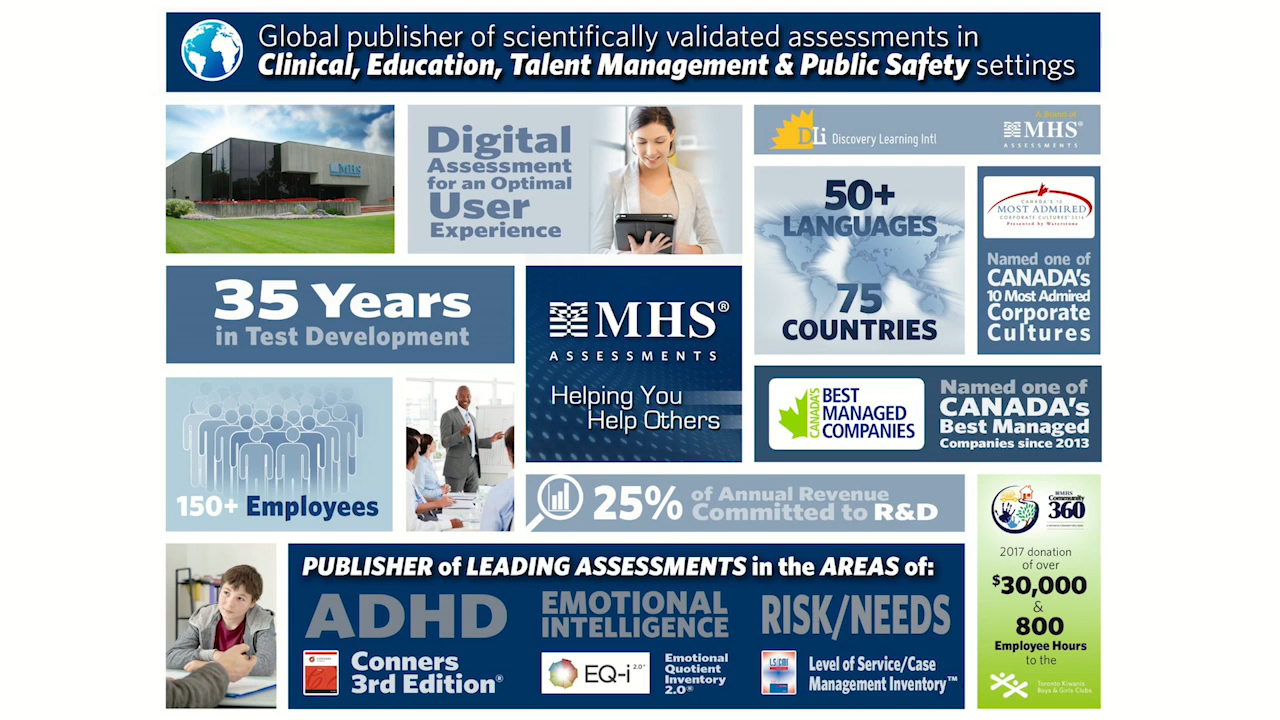 Global publisher of scientifically validated assessments in
Clinical, Education, Talent Management & Public Safety settings
MHS
Digital
Assessment
for an Optimal
User
Experience
DLi Discovery Learning Intl
A Brand of
MHS®
ASSESSMENTS
50+
LANGUAGES
75
COUNTRIES
CANADA'S 10
MOST ADMIRED
CORPORATE CULTURES
Presented by Waterstone
Named one of
CANADA's
10 Most Admired
Corporate
Cultures
35 Years
in Test Development
MHS®
ASSESSMENTS
Helping You
Help Others
CANADA'S
BEST
MANAGED
COMPANIES
Named one of
CANADA's
Best Managed
Companies since 2013
150+ Employees
25% of Annual Revenue
Committed to R&D
MHS
Community
360
2017 donation
of over
$30,000
&
800
Employee Hours
to the
Toronto Kiwanis
Boys & Girls Clubs
PUBLISHER of LEADING ASSESSMENTS in the AREAS of:
ADHD
Conners
3rd Edition®
EMOTIONAL
INTELLIGENCE
EQ-i 2.0®
Emotional
Quotient
Inventory
2.0®
RISK/NEEDS
LS/CMI
Level of Service/Case
Management Inventory™